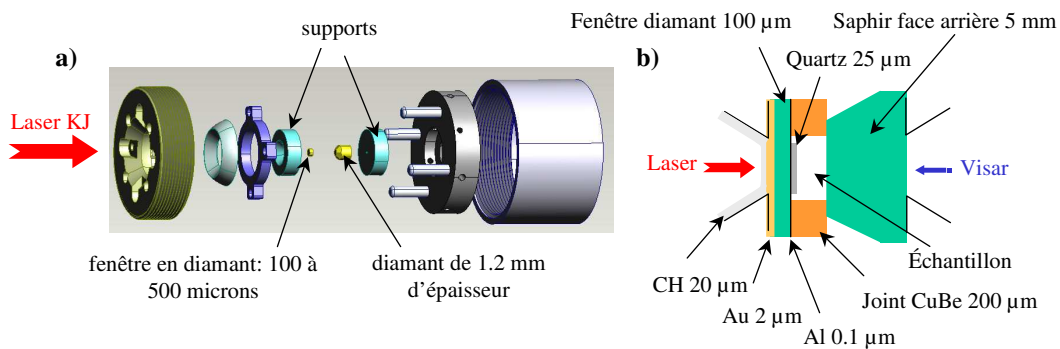 supports
a)
Laser KJ
fenêtre en diamant: 100 à
500 microns
diamant de 1.2 mm
d'épaisseur
Fenêtre diamant 100 µm
Saphir face arrière 5 mm
b)
Quartz 25 µm
Laser
Visar
Échantillon
CH 20 µm
Joint CuBe 200 µm
Au 2 µm
Al 0.1 µm